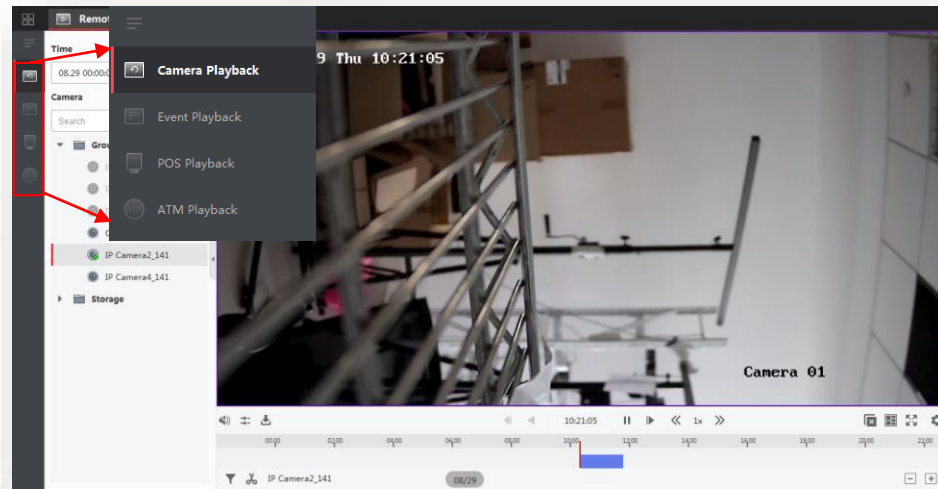 Remot
Time
08.29 00:00:0
Camera
Search
Grou
IP Camera2_141
IP Camera4_141
Storage
Camera Playback
Event Playback
POS Playback
ATM Playback
9 Thu 10:21:05
Camera 01
10:21:05
1x
00:00 02:00 04:00 06:00 08:00 10:00 12:00 14:00 16:00 18:00 20:00 22:00
IP Camera2_141
08/29